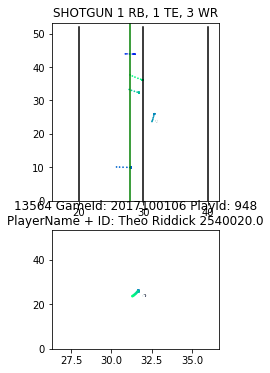 SHOTGUN 1 RB, 1 TE, 3 WR
50
40
30
20
10
0
20 30 40
13564 GameId: 2017100106 PlayId: 948
PlayerName + ID: Theo Riddick 2540020.0
40
20
0
27.5 30.0 32.5 35.0